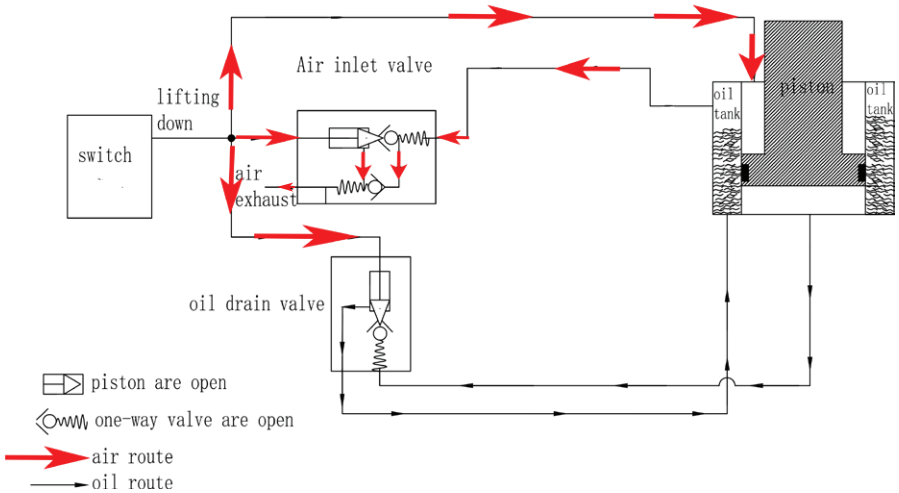 Air inlet valve
piston
oil
tank
oil
tank
lifting
down
switch
air
exhaust
oil drain valve
piston are open
one-way valve are open
air route
oil route